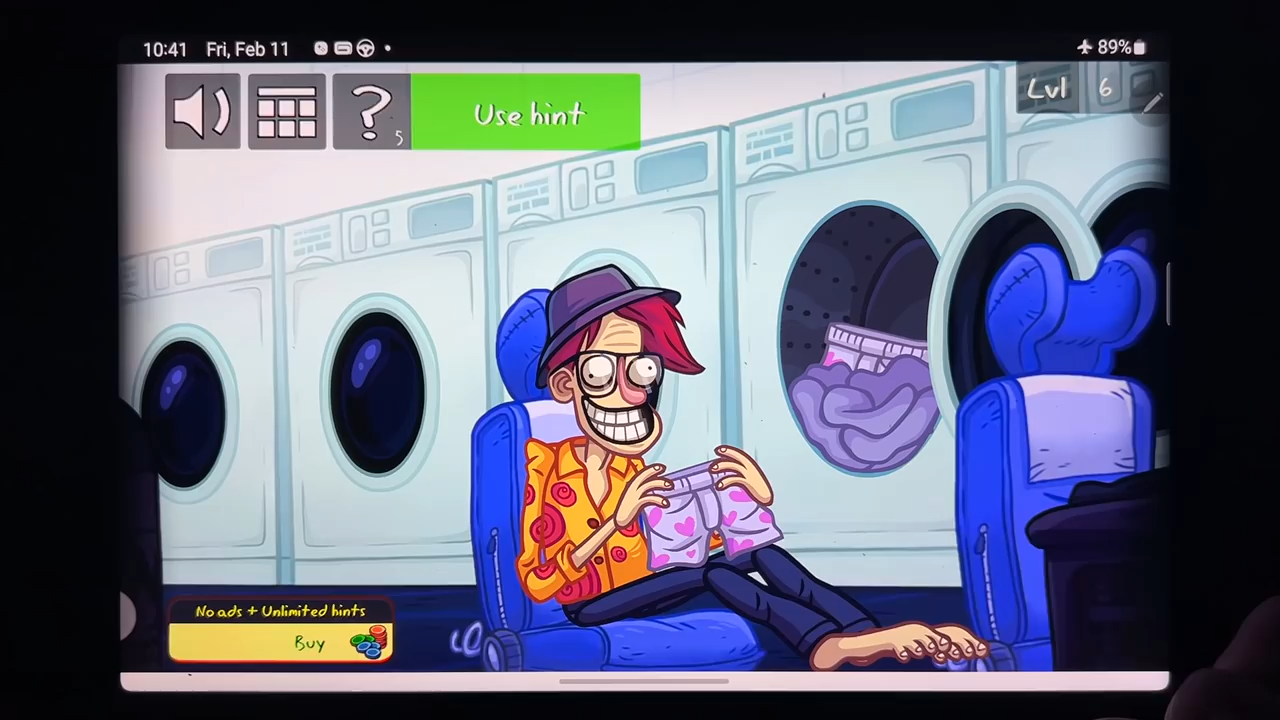 10:41 Fri, Feb 11
89%
5
Use hint
Lvl 6
No ads + Unlimited hints
Buy